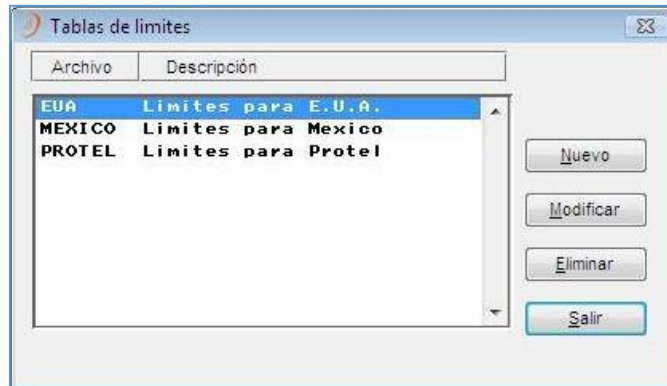 Tablas de limites
Archivo Descripción
EUA Limites para E.U.A.
MEXICO Limites para Mexico
PROTEL Limites para Protel
Nuevo
Modificar
Eliminar
Salir